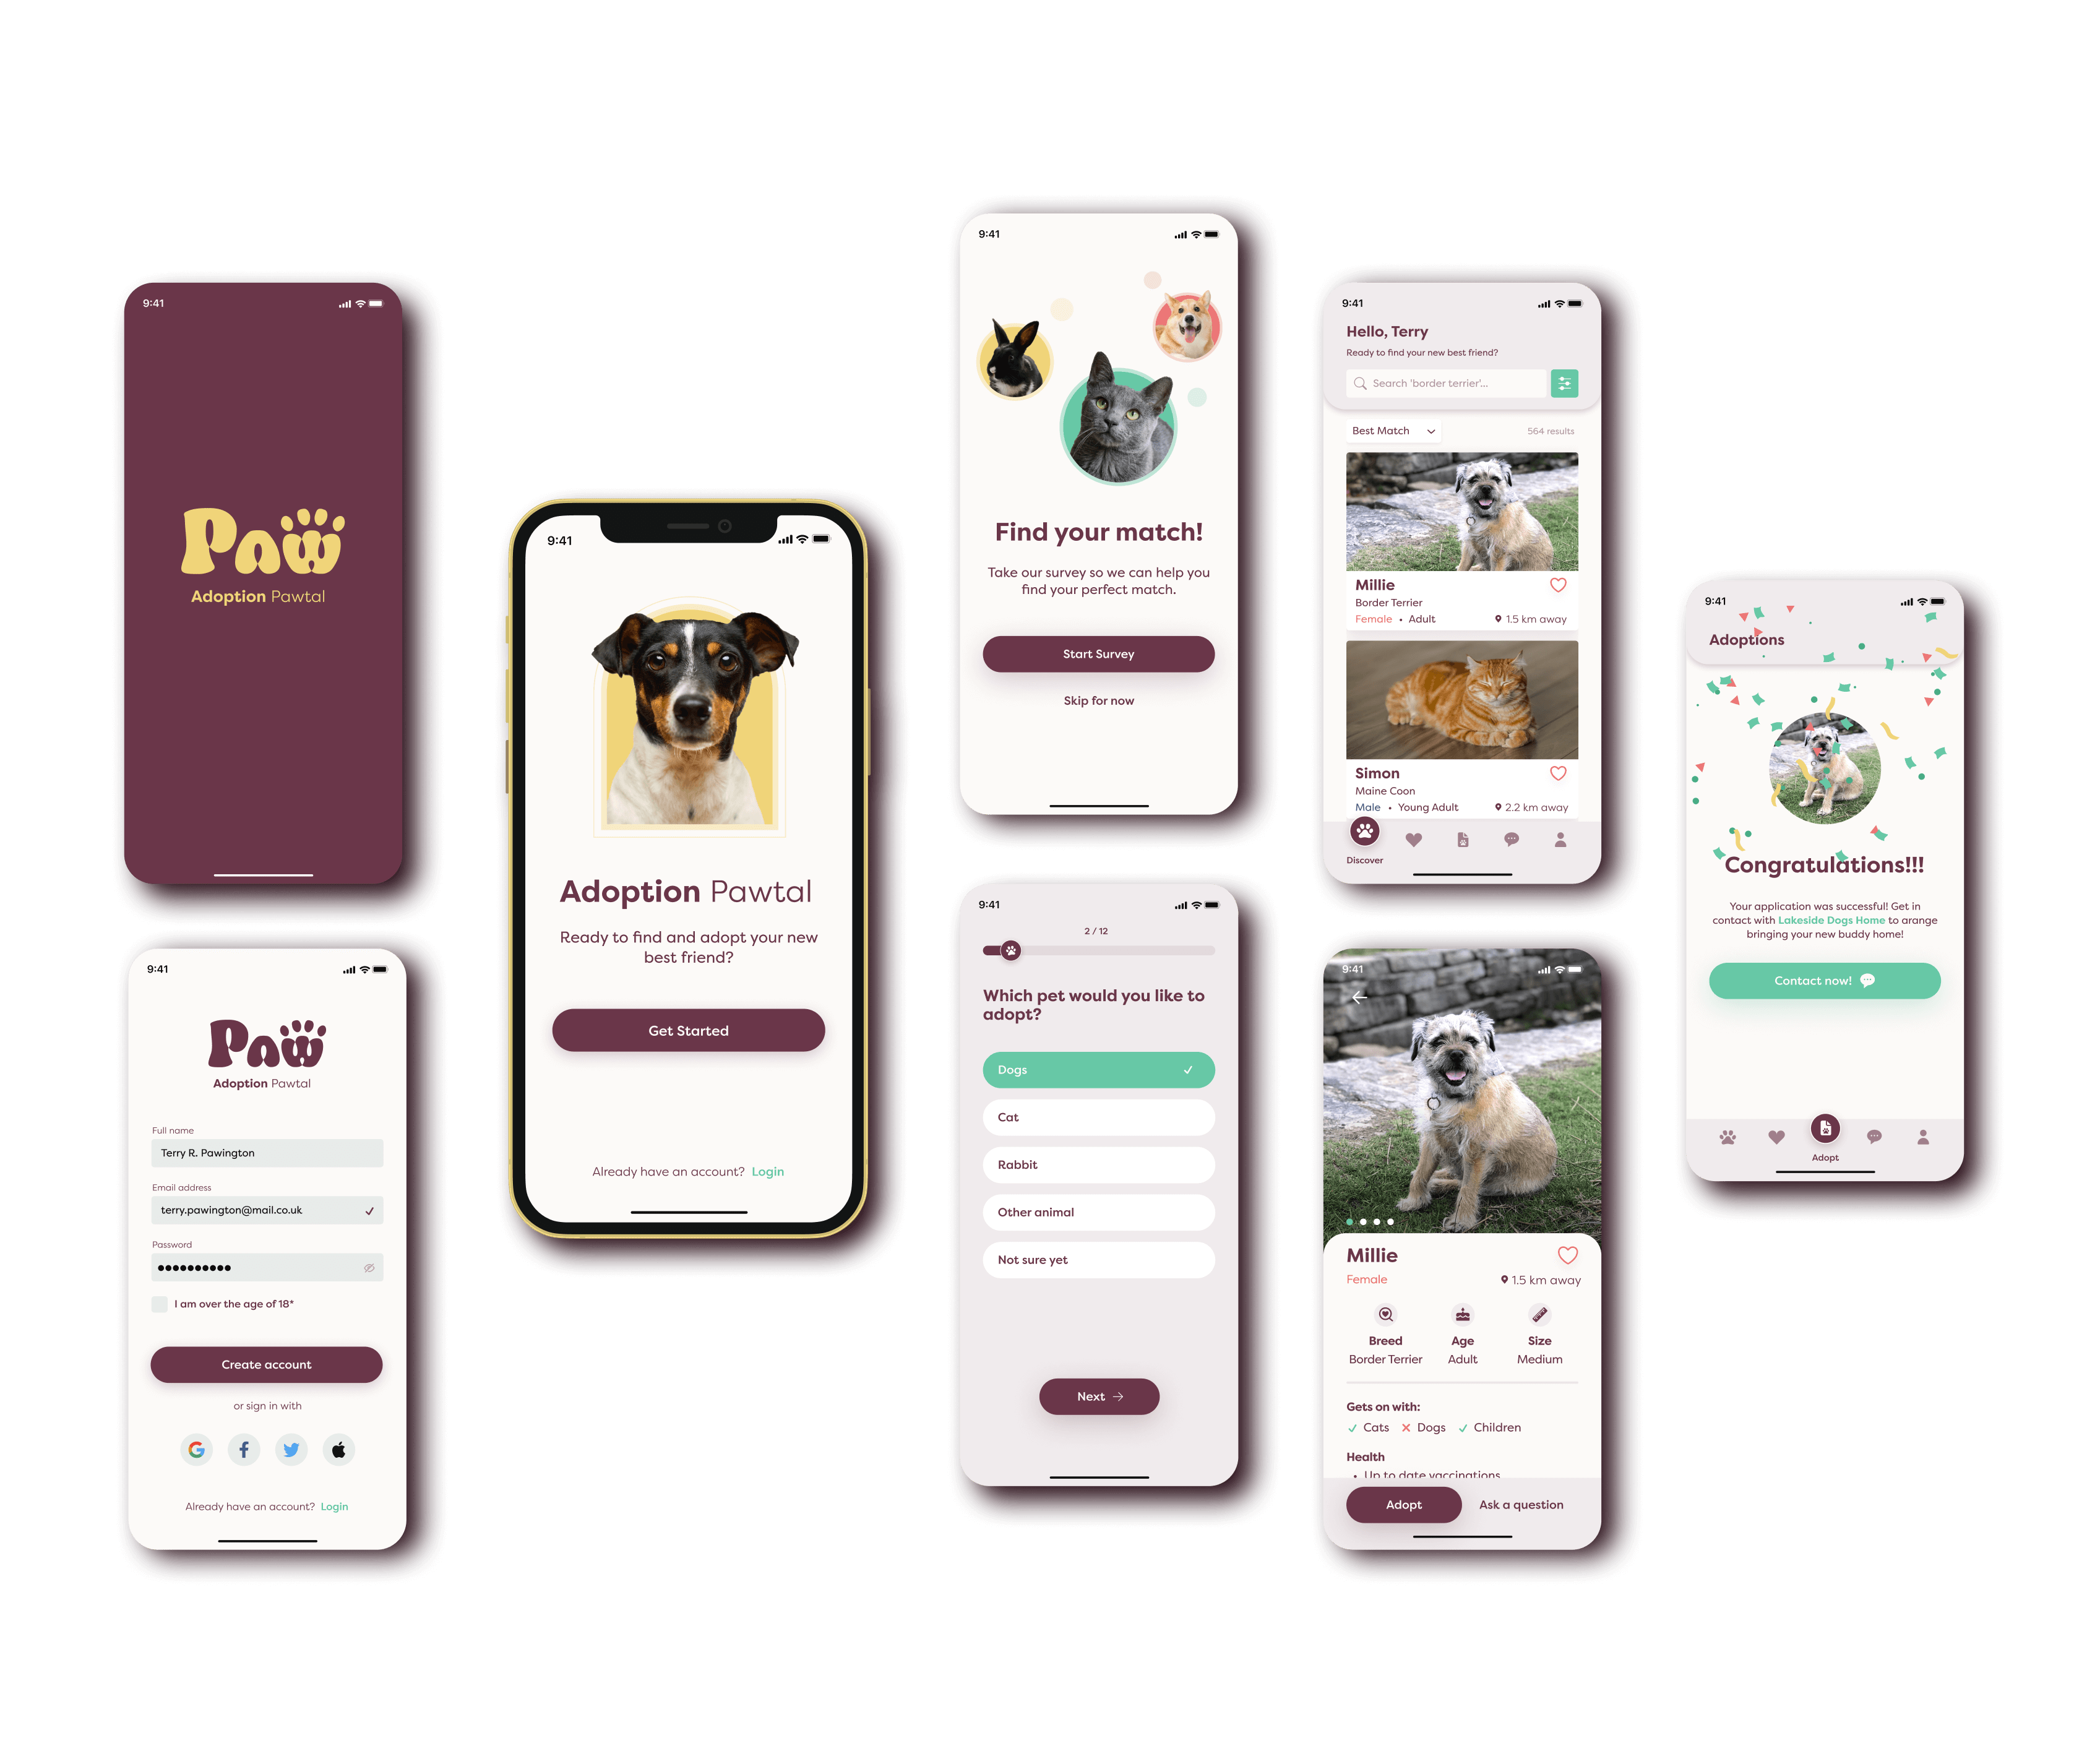 9:41
Paw
Adoption Pawtal
9:41
Paw
Adoption Pawtal
Full name
Terry R. Pawington
Email address
terry.pawington@mail.co.uk
Password
I am over the age of 18*
Create account
or sign in with
Already have an account? Login
9:41
Adoption Pawtal
Ready to find and adopt your new
best friend?
Get Started
Already have an account? Login
9:41
Find your match!
Take our survey so we can help you
find your perfect match.
Start Survey
Skip for now
9:41
2 / 12
Which pet would you like to
adopt?
Dogs
Cat
Rabbit
Other animal
Not sure yet
Next
9:41
Hello, Terry
Ready to find your new best friend?
Search 'border terrier'...
Best Match
564 results
Millie
Border Terrier
Female • Adult
1.5 km away
Simon
Maine Coon
Male • Young Adult
2.2 km away
Discover
9:41
Millie
Female
1.5 km away
Breed
Border Terrier
Age
Adult
Size
Medium
Gets on with:
Cats Dogs Children
Health
• Up to date vaccinations
Adopt
Ask a question
9:41
Adoptions
Congratulations!!!
Your application was successful! Get in
contact with Lakeside Dogs Home to arange
bringing your new buddy home!
Contact now!
Adopt